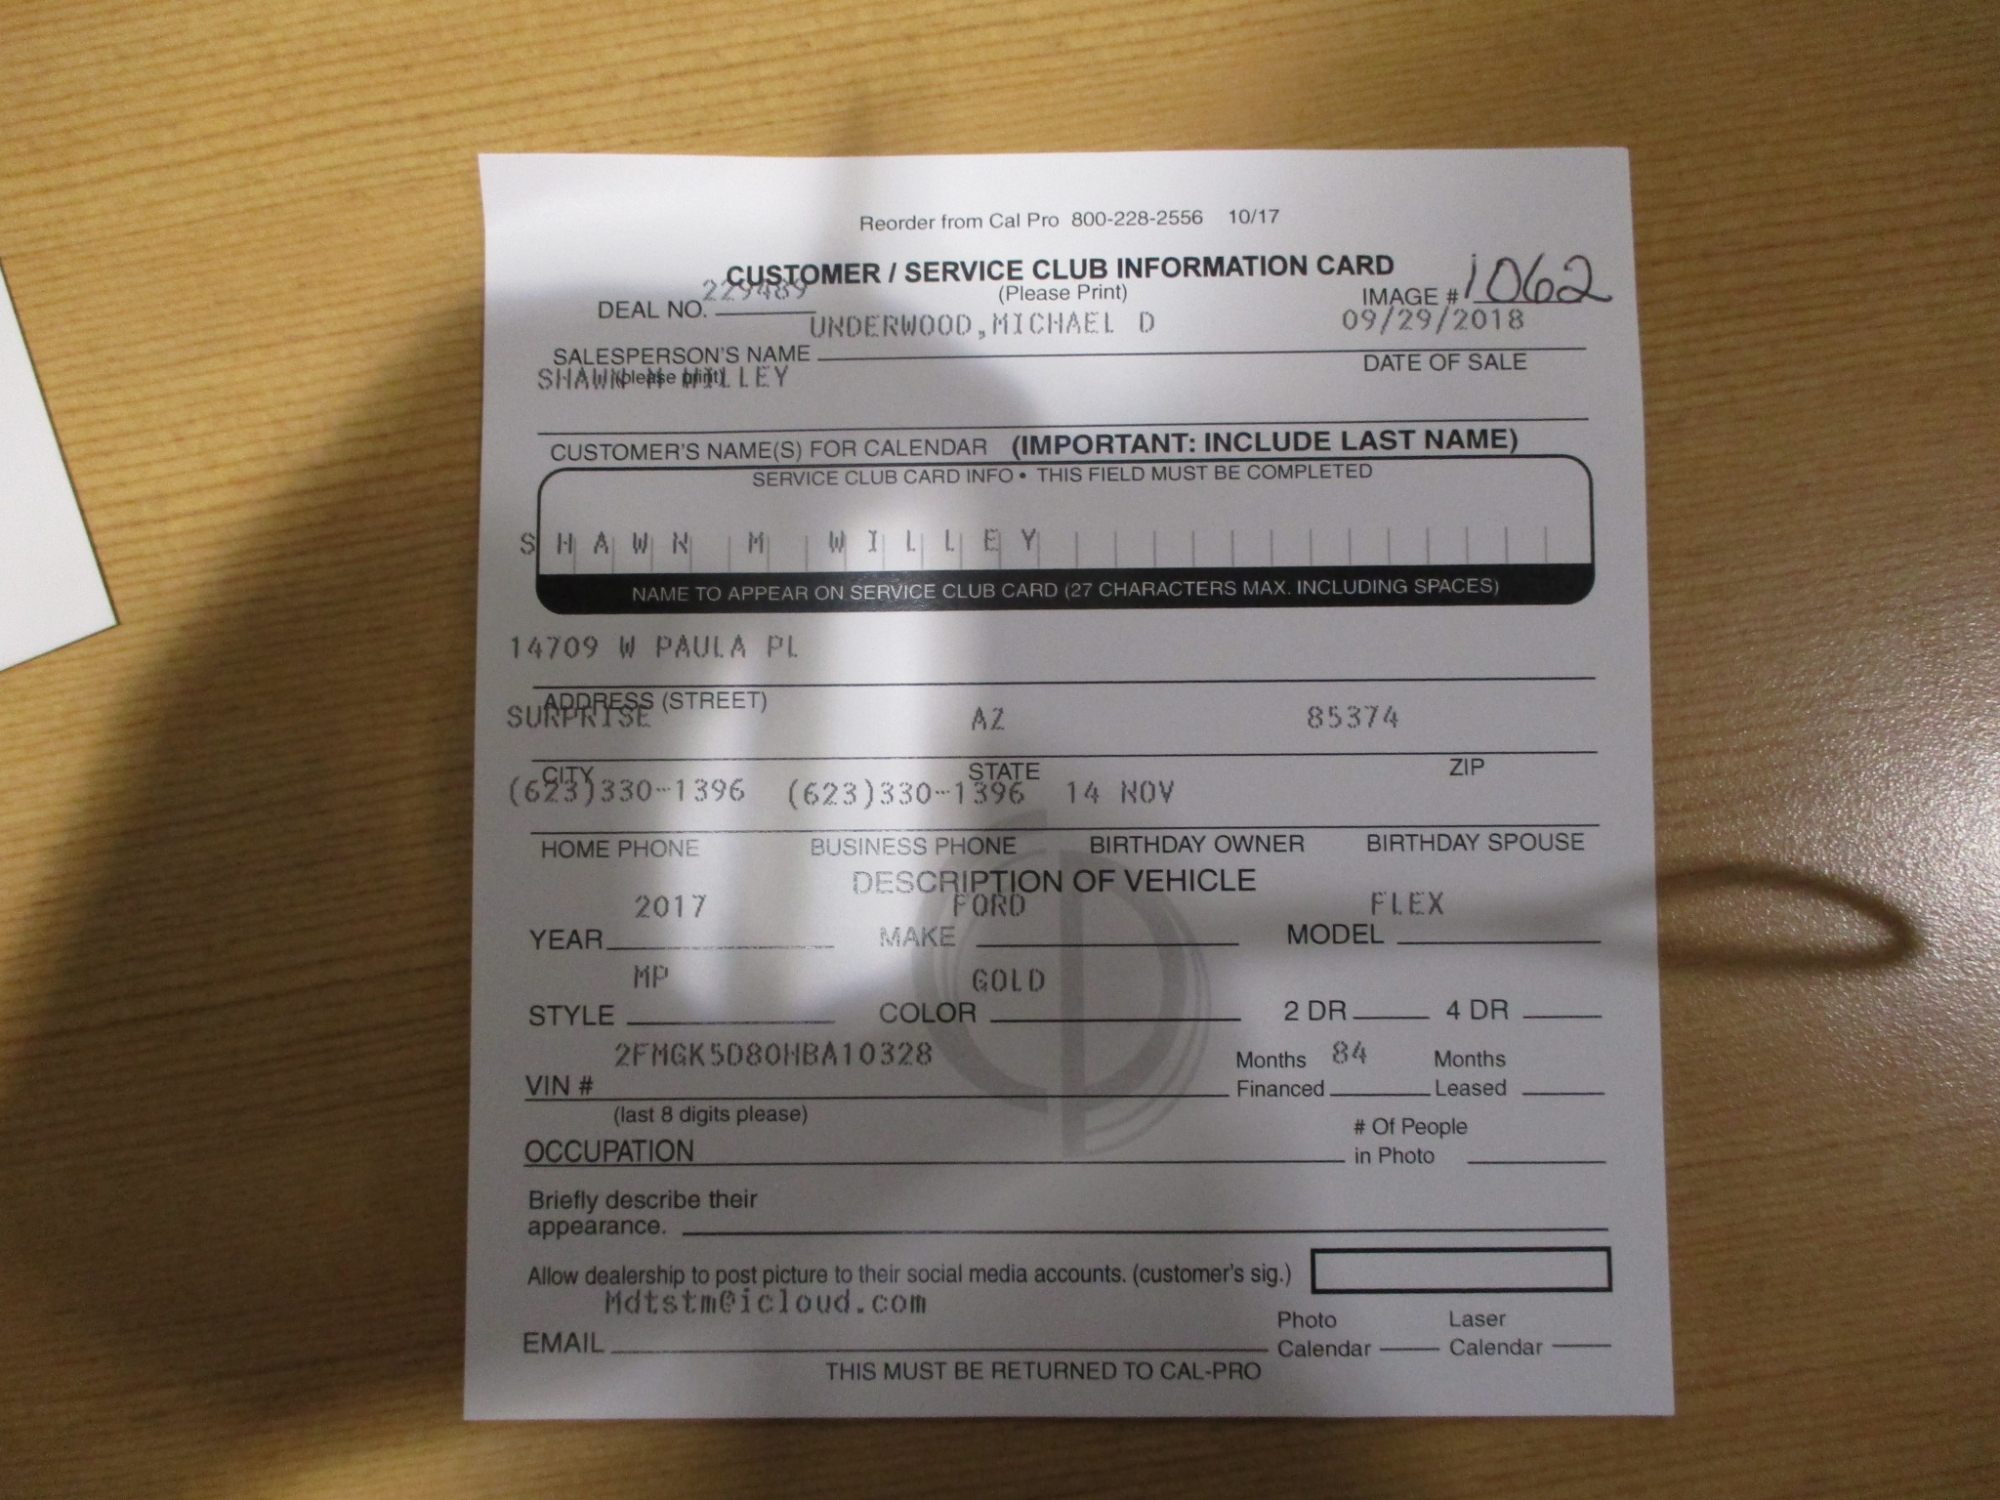 Reorder from Cal Pro 800-228-2556 10/17
CUSTOMER / SERVICE CLUB INFORMATION CARD
(Please Print)
DEAL NO. 229489
IMAGE # 1062
UNDERWOOD,MICHAEL D 09/29/2018
SALESPERSON'S NAME DATE OF SALE
(please print)
SHAWN M WILLEY
CUSTOMER'S NAME(S) FOR CALENDAR (IMPORTANT: INCLUDE LAST NAME)
SERVICE CLUB CARD INFO • THIS FIELD MUST BE COMPLETED
SHAWN M WILLEY
NAME TO APPEAR ON SERVICE CLUB CARD (27 CHARACTERS MAX. INCLUDING SPACES)
14709 W PAULA PL
ADDRESS (STREET)
SURPRISE AZ 85374
CITY STATE ZIP
(623)330-1396 (623)330-1396 14 NOV
HOME PHONE BUSINESS PHONE BIRTHDAY OWNER BIRTHDAY SPOUSE
DESCRIPTION OF VEHICLE
2017 FORD FLEX
YEAR MAKE MODEL
MP GOLD
STYLE COLOR 2 DR 4 DR
2FMGK5D80HBA10328 Months 84 Months
VIN # Financed Leased
(last 8 digits please)
# Of People
OCCUPATION in Photo
Briefly describe their
appearance.
Allow dealership to post picture to their social media accounts. (customer's sig.)
Mdtstm@icloud.com
Photo Laser
EMAIL Calendar Calendar
THIS MUST BE RETURNED TO CAL-PRO